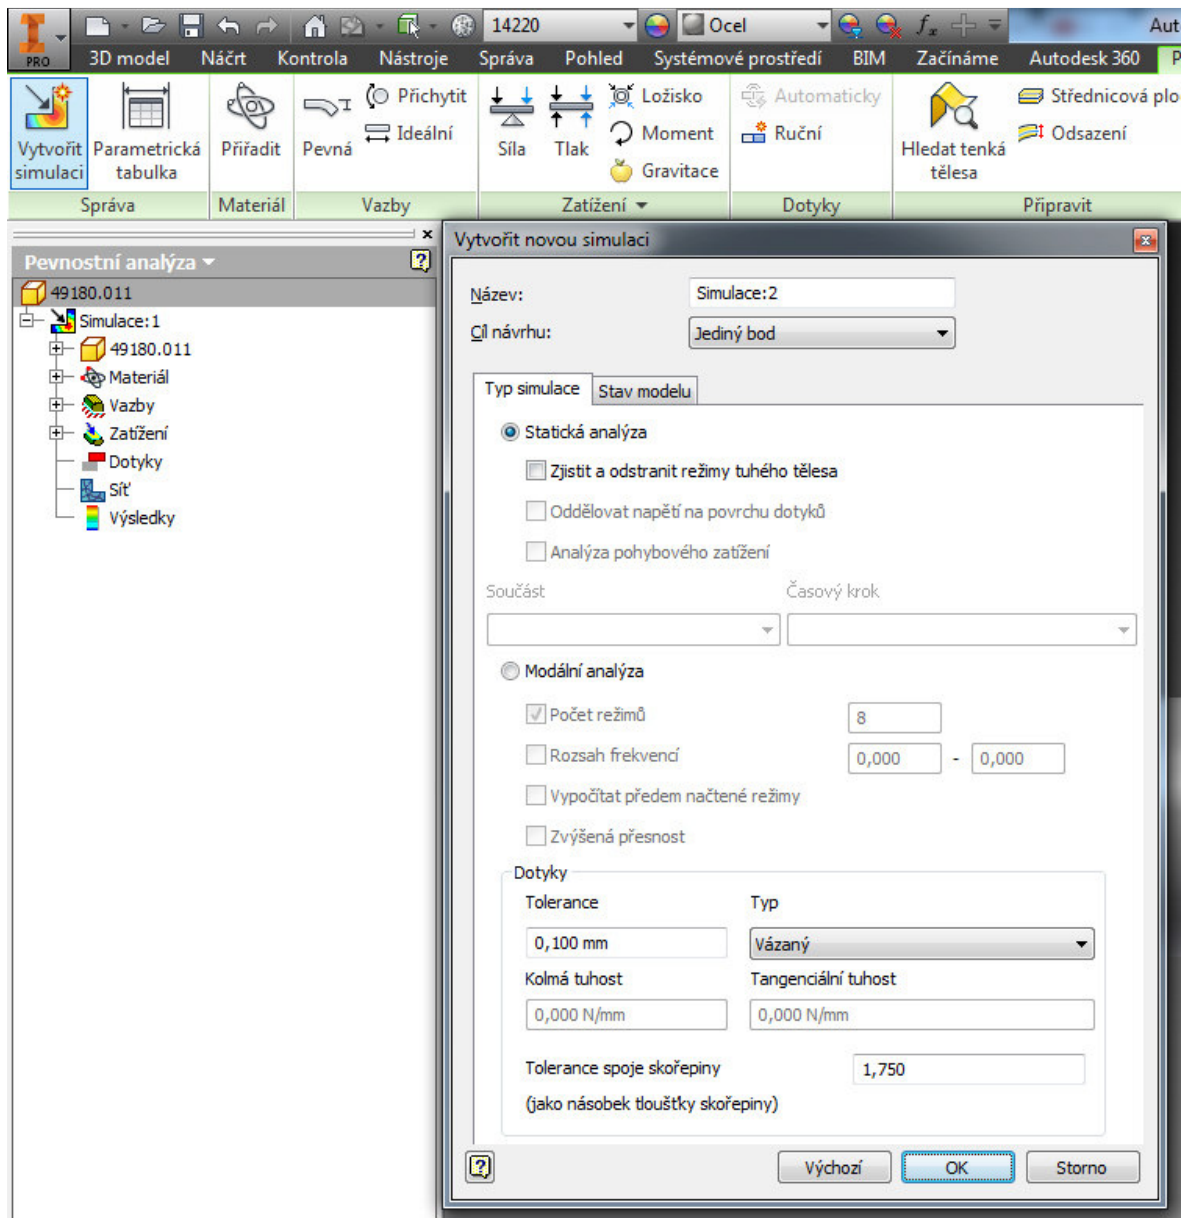 14220 Ocel fx Aut
PRO 3D model Náčrt Kontrola Nástroje Správa Pohled Systémové prostředí BIM Začínáme Autodesk 360 P
Vytvořit simulaci
Parametrická tabulka
Přiřadit
Pevná
Přichytit
Ideální
Síla
Tlak
Ložisko
Moment
Gravitace
Automaticky
Ruční
Hledat tenká tělesa
Střednicová plo
Odsazení
Správa Materiál Vazby Zatížení Dotyky Připravit
Pevnostní analýza
49180.011
Simulace:1
49180.011
Materiál
Vazby
Zatížení
Dotyky
Síť
Výsledky
Vytvořit novou simulaci
Název: Simulace:2
Cíl návrhu: Jediný bod
Typ simulace Stav modelu
Statická analýza
Zjistit a odstranit režimy tuhého tělesa
Oddělovat napětí na povrchu dotyků
Analýza pohybového zatížení
Součást Časový krok
Modální analýza
Počet režimů 8
Rozsah frekvencí 0,000 - 0,000
Vypočítat předem načtené režimy
Zvýšená přesnost
Dotyky
Tolerance Typ
0,100 mm Vázaný
Kolmá tuhost Tangenciální tuhost
0,000 N/mm 0,000 N/mm
Tolerance spoje skořepiny 1,750
(jako násobek tloušťky skořepiny)
Výchozí OK Storno